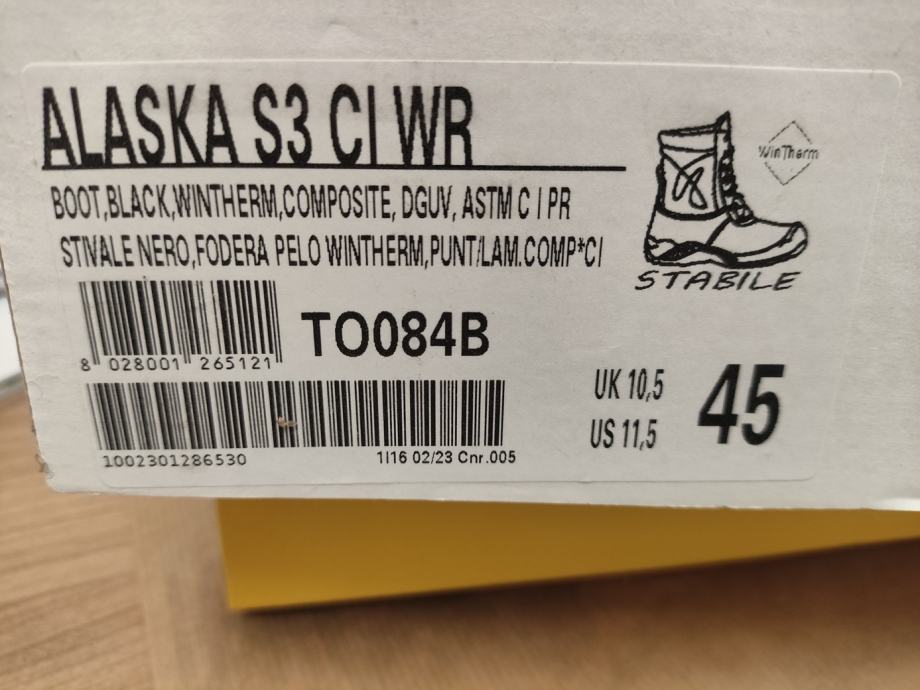 ALASKA S3 CI WR
BOOT,BLACK,WINTHERM,COMPOSITE, DGUV, ASTM C I PR
STIVALE NERO,FODERA PELO WINTHERM,PUNT/LAM.COMP*CI
WinTherm
STABILE
8 028001 265121
TO084B
UK 10,5
US 11,5
45
1002301286530
1I16 02/23 Cnr.005